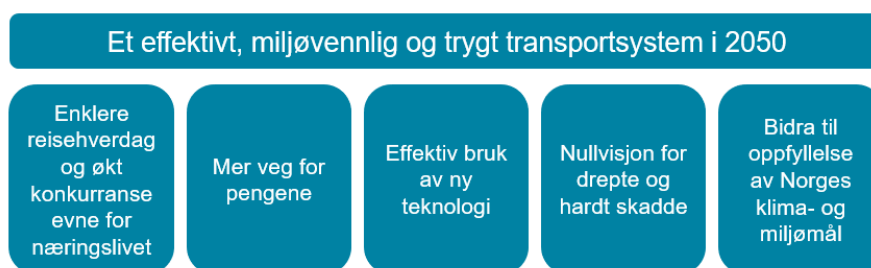 Et effektivt, miljøvennlig og trygt transportsystem i 2050
Enklere
reisehverdag
og økt
konkurranse
evne for
næringslivet
Mer veg for
pengene
Effektiv bruk
av ny
teknologi
Nullvisjon for
drepte og
hardt skadde
Bidra til
oppfyllelse
av Norges
klima- og
miljømål